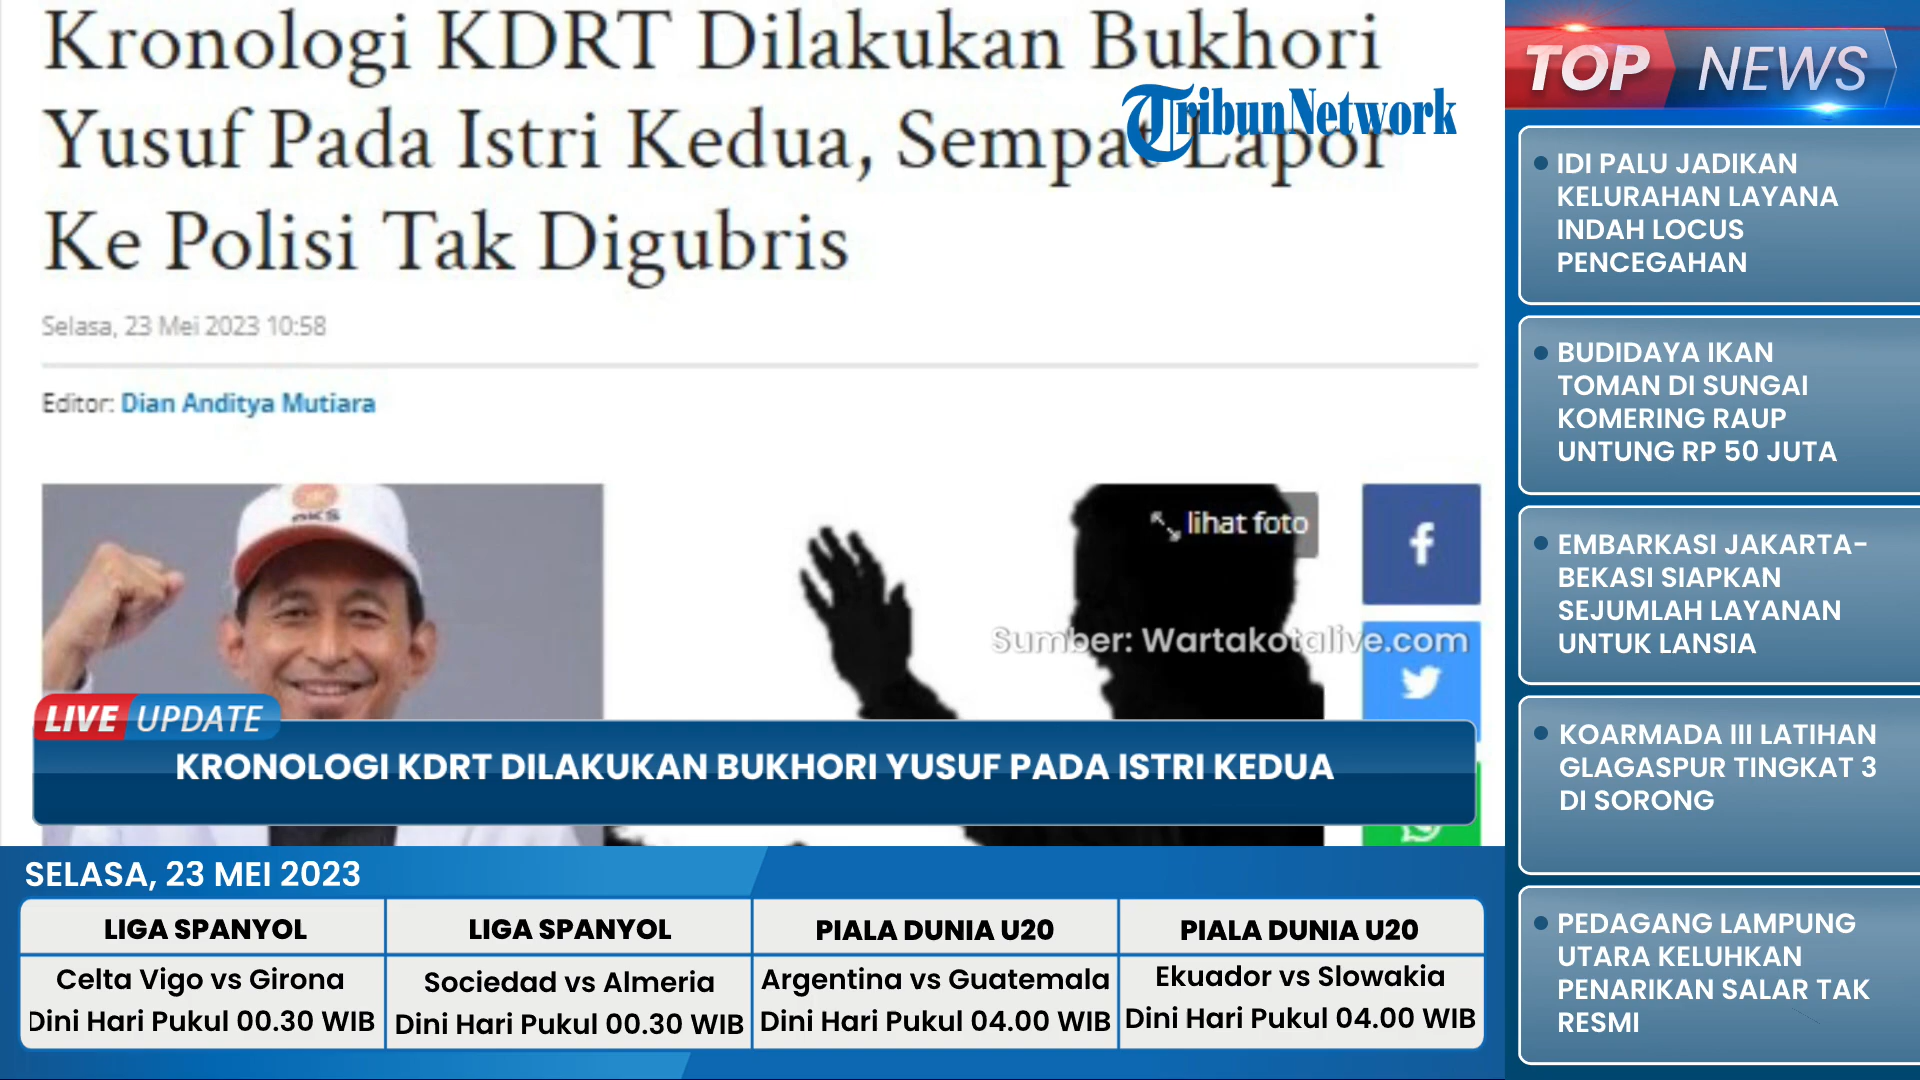 Kronologi KDRT Dilakukan Bukhori
Yusuf Pada Istri Kedua, Sempat Lapor
Ke Polisi Tak Digubris
TribunNetwork
Selasa, 23 Mei 2023 10:58
Editor: Dian Anditya Mutiara
PKS
lihat foto
f
Sumber: Wartakotalive.com
LIVE UPDATE
KRONOLOGI KDRT DILAKUKAN BUKHORI YUSUF PADA ISTRI KEDUA
SELASA, 23 MEI 2023
LIGA SPANYOL
Celta Vigo vs Girona
Dini Hari Pukul 00.30 WIB
LIGA SPANYOL
Sociedad vs Almeria
Dini Hari Pukul 00.30 WIB
PIALA DUNIA U20
Argentina vs Guatemala
Dini Hari Pukul 04.00 WIB
PIALA DUNIA U20
Ekuador vs Slowakia
Dini Hari Pukul 04.00 WIB
TOP NEWS
• IDI PALU JADIKAN
KELURAHAN LAYANA
INDAH LOCUS
PENCEGAHAN
• BUDIDAYA IKAN
TOMAN DI SUNGAI
KOMERING RAUP
UNTUNG RP 50 JUTA
• EMBARKASI JAKARTA-
BEKASI SIAPKAN
SEJUMLAH LAYANAN
UNTUK LANSIA
• KOARMADA III LATIHAN
GLAGASPUR TINGKAT 3
DI SORONG
• PEDAGANG LAMPUNG
UTARA KELUHKAN
PENARIKAN SALAR TAK
RESMI